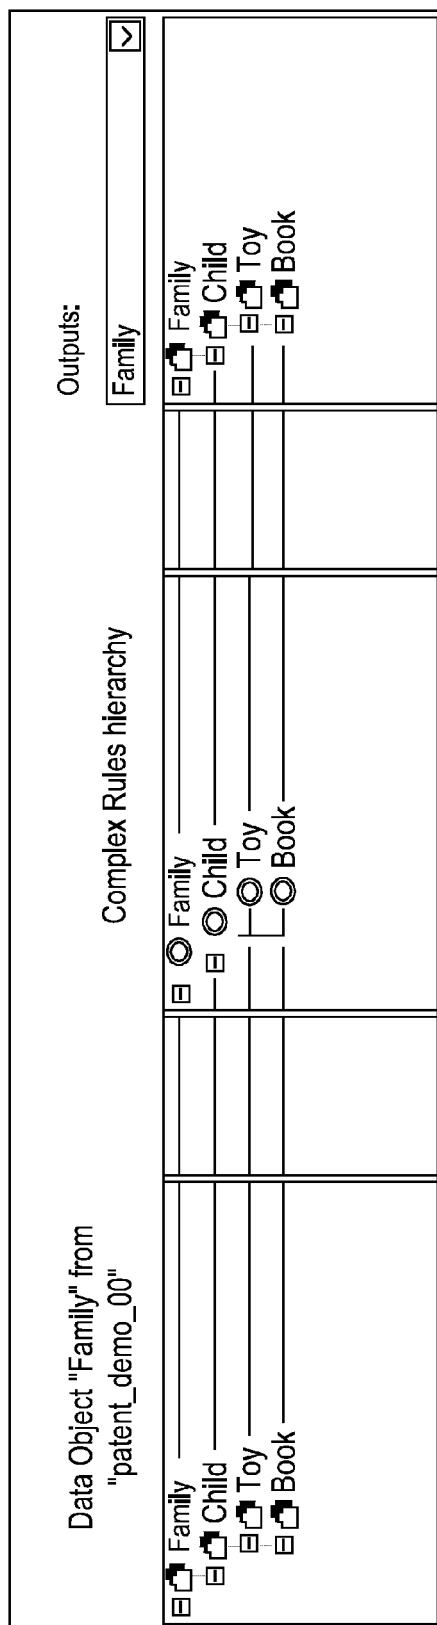 Data Object "Family" from
"patent_demo_00"
Complex Rules hierarchy
Outputs:
Family
Family
Child
Toy
Book
Family
Child
Toy
Book
Family
Child
Toy
Book